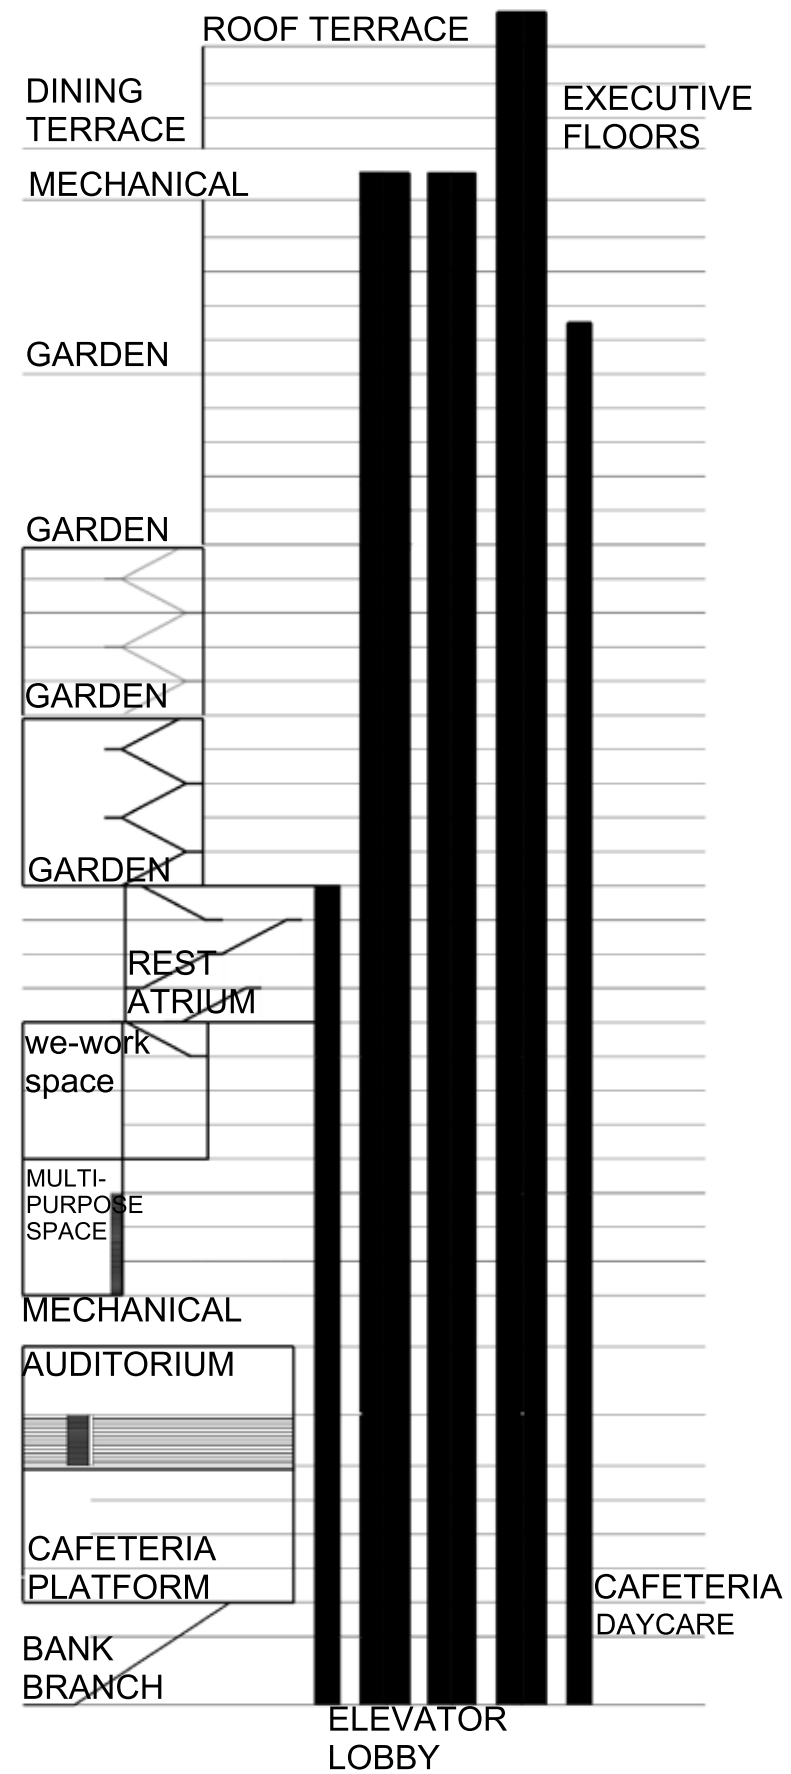 ROOF TERRACE
DINING
TERRACE
EXECUTIVE
FLOORS
MECHANICAL
GARDEN
GARDEN
GARDEN
GARDEN
REST
ATRIUM
we-work
space
MULTI-
PURPOSE
SPACE
MECHANICAL
AUDITORIUM
CAFETERIA
PLATFORM
CAFETERIA
DAYCARE
BANK
BRANCH
ELEVATOR
LOBBY